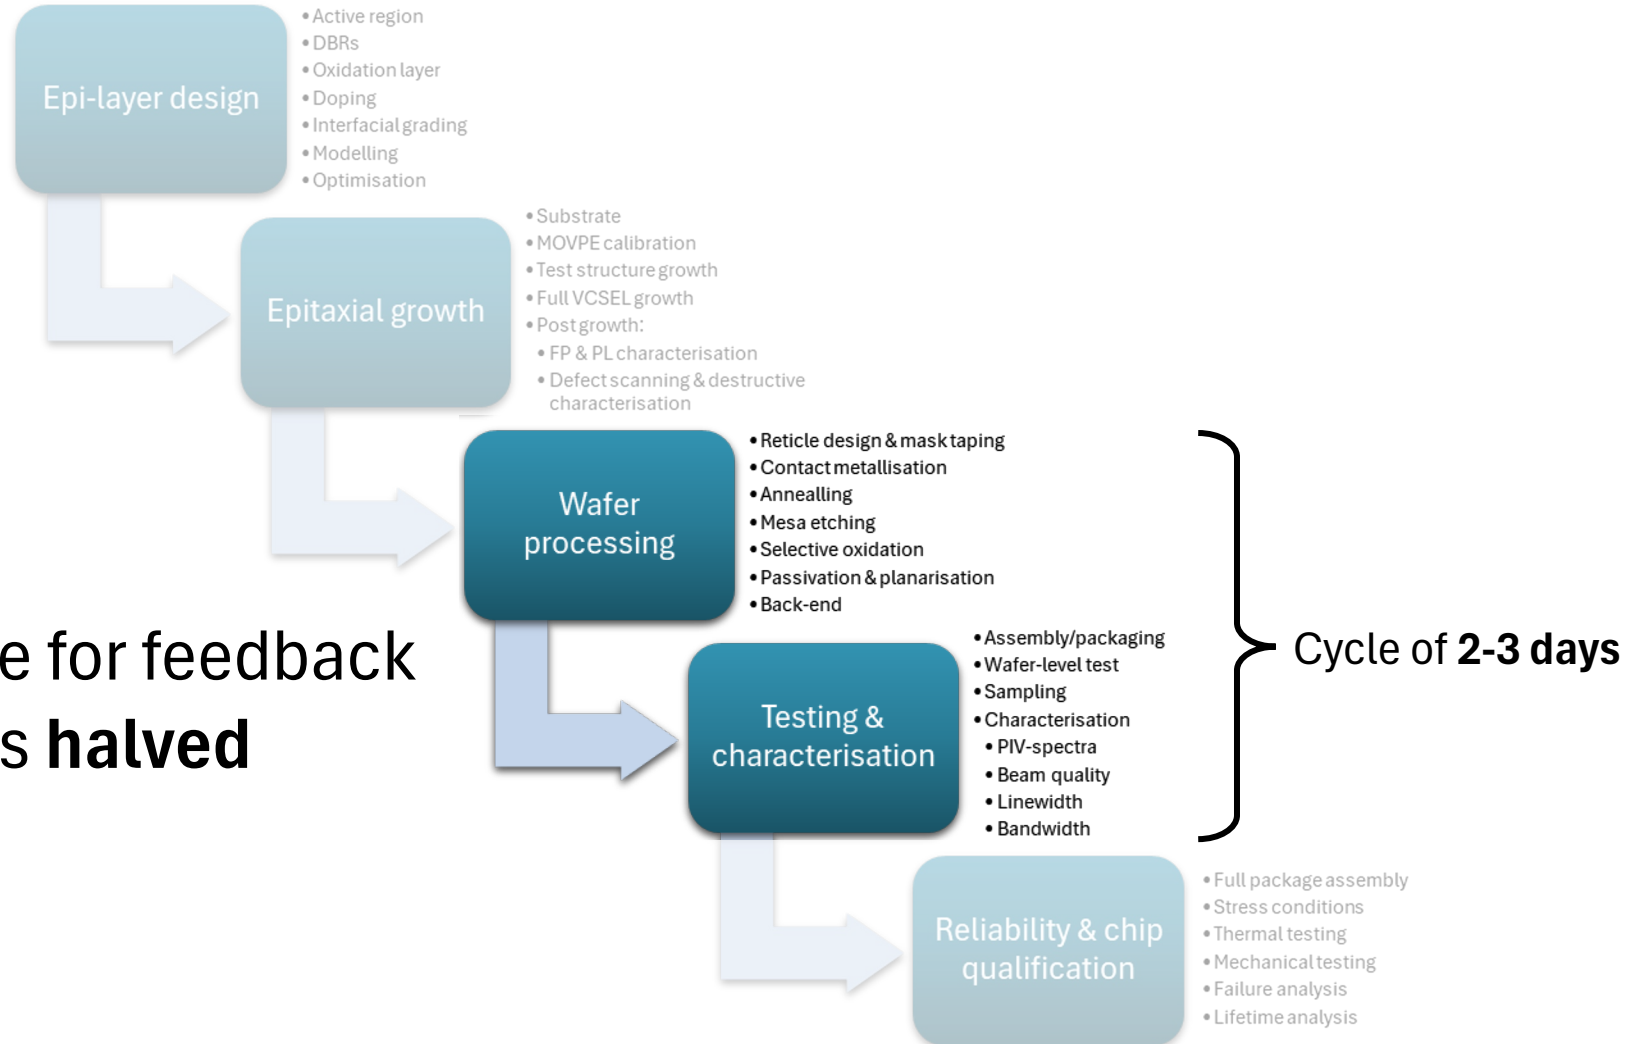 Epi-layer design
• Active region
• DBRs
• Oxidation layer
• Doping
• Interfacial grading
• Modelling
• Optimisation
Epitaxial growth
• Substrate
• MOVPE calibration
• Test structure growth
• Full VCSEL growth
• Post growth:
• FP & PL characterisation
• Defect scanning & destructive
characterisation
Wafer
processing
• Reticle design & mask taping
• Contact metallisation
• Annealling
• Mesa etching
• Selective oxidation
• Passivation & planarisation
• Back-end
e for feedback
s halved
Testing &
characterisation
• Assembly/packaging
• Wafer-level test
• Sampling
• Characterisation
• PIV-spectra
• Beam quality
• Linewidth
• Bandwidth
Cycle of 2-3 days
Reliability & chip
qualification
• Full package assembly
• Stress conditions
• Thermal testing
• Mechanical testing
• Failure analysis
• Lifetime analysis